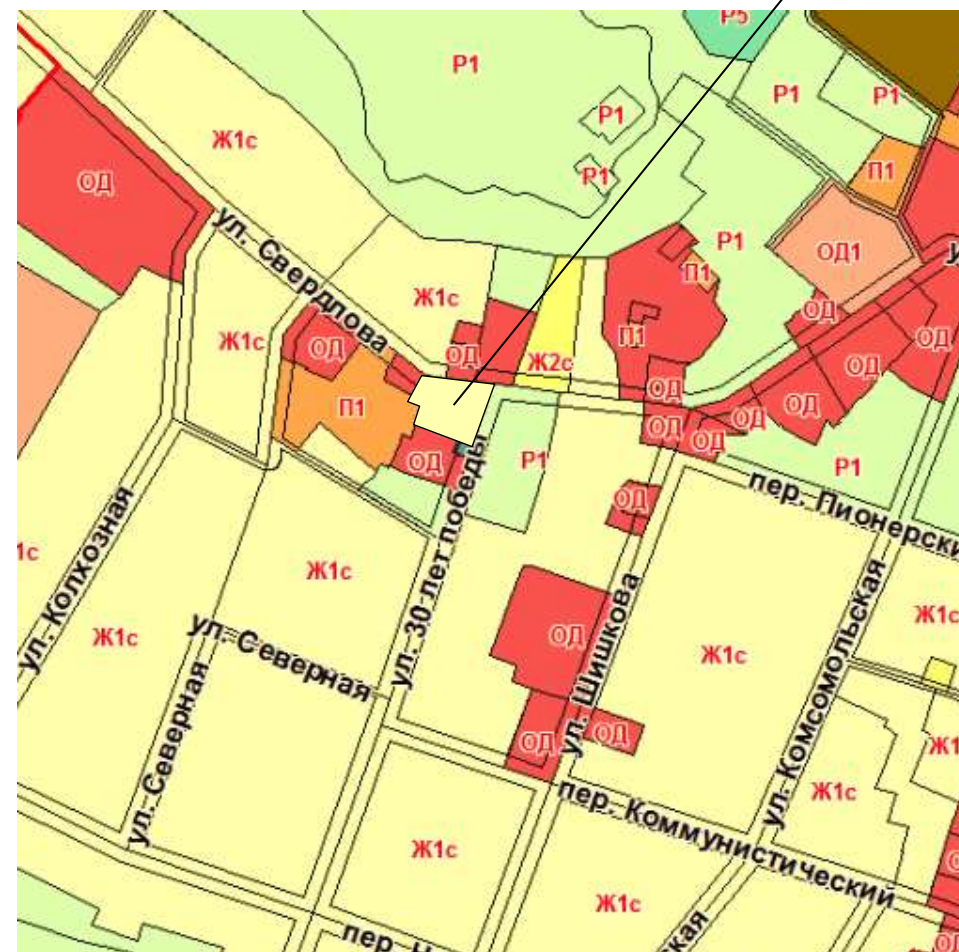 Р5
Р1
Р1
Р1
Р1
Ж1с
П1
Р1
ОД
ул. Свердлова
Р1
ОД1
П1
Ж1с
ОД
Ж1с
П1
ОД
ОД
ОД
Ж2с
ОД
ОД
П1
ОД
ОД
ОД
ОД
ОД
Р1
Р1
пер. Пионерски
ОД
ул. Колхозная
ул. 30 лет победы
1с
Ж1с
Ж1с
ул. Северная
ОД
ул. Шишкова
Ж1с
ул. Комсомольская
Ж1с
ул. Северная
ОД
ОД
Ж1
Ж1с
пер. Коммунистический
Ж1с
Ж1с
пер.
ская
ОД